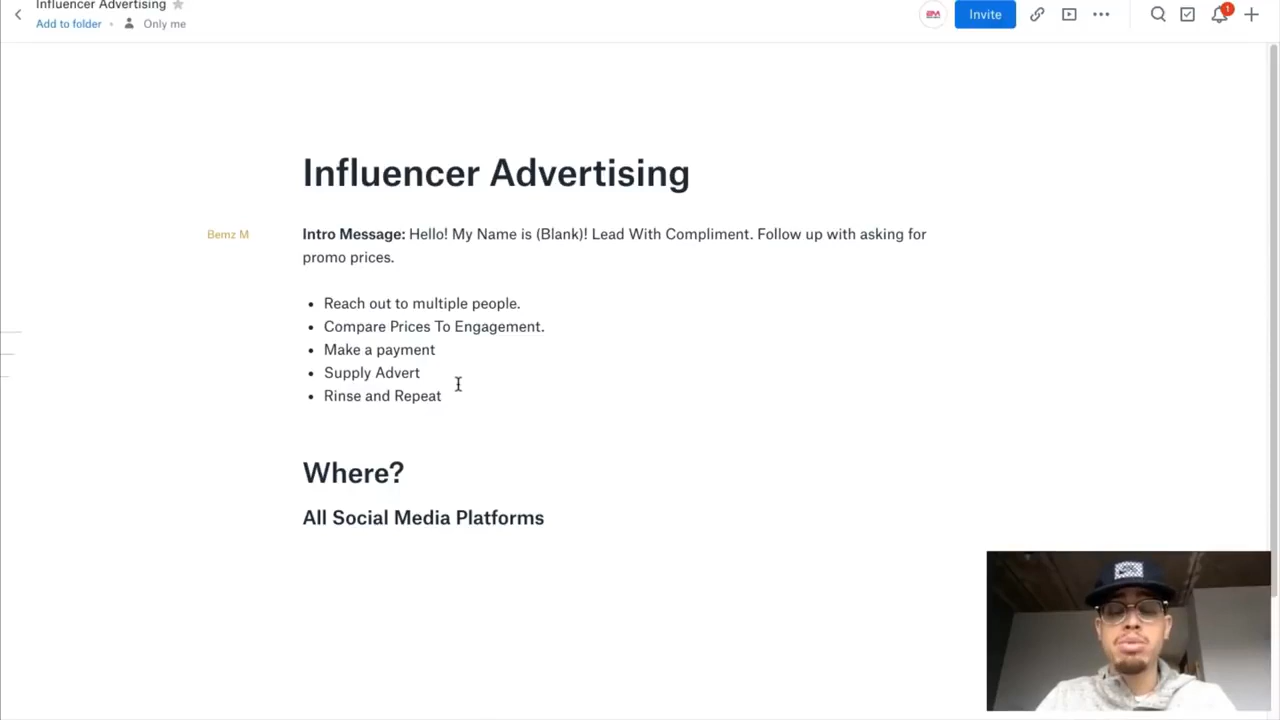 Influencer Advertising
Add to folder
Only me
Invite
1
Influencer Advertising
Bemz M
Intro Message: Hello! My Name is (Blank)! Lead With Compliment. Follow up with asking for
promo prices.
• Reach out to multiple people.
• Compare Prices To Engagement.
• Make a payment
• Supply Advert
• Rinse and Repeat
Where?
All Social Media Platforms